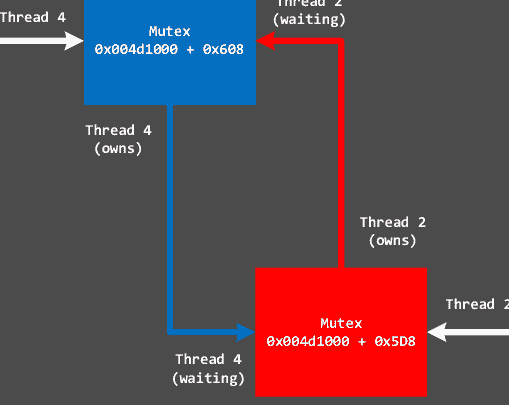 Thread 4
Thread 2
(waiting)
Mutex
0x004d1000 + 0x608
Thread 4
(owns)
Thread 2
(owns)
Thread 2
Mutex
0x004d1000 + 0x5D8
Thread 4
(waiting)